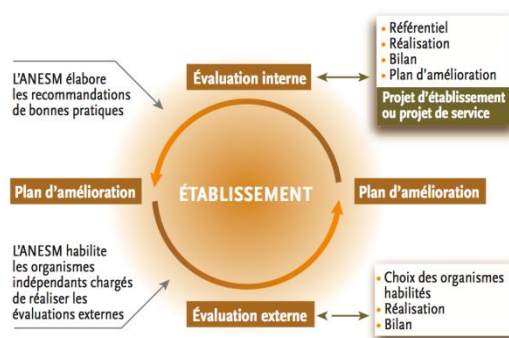 • Référentiel
• Réalisation
• Bilan
• Plan d'amélioration
Projet d'établissement
ou projet de service
Évaluation interne
L'ANESM élabore
les recommandations
de bonnes pratiques
Plan d'amélioration
ÉTABLISSEMENT
Plan d'amélioration
L'ANESM habilite
les organismes
indépendants chargés
de réaliser les
évaluations externes
Évaluation externe
• Choix des organismes
habilités
• Réalisation
• Bilan